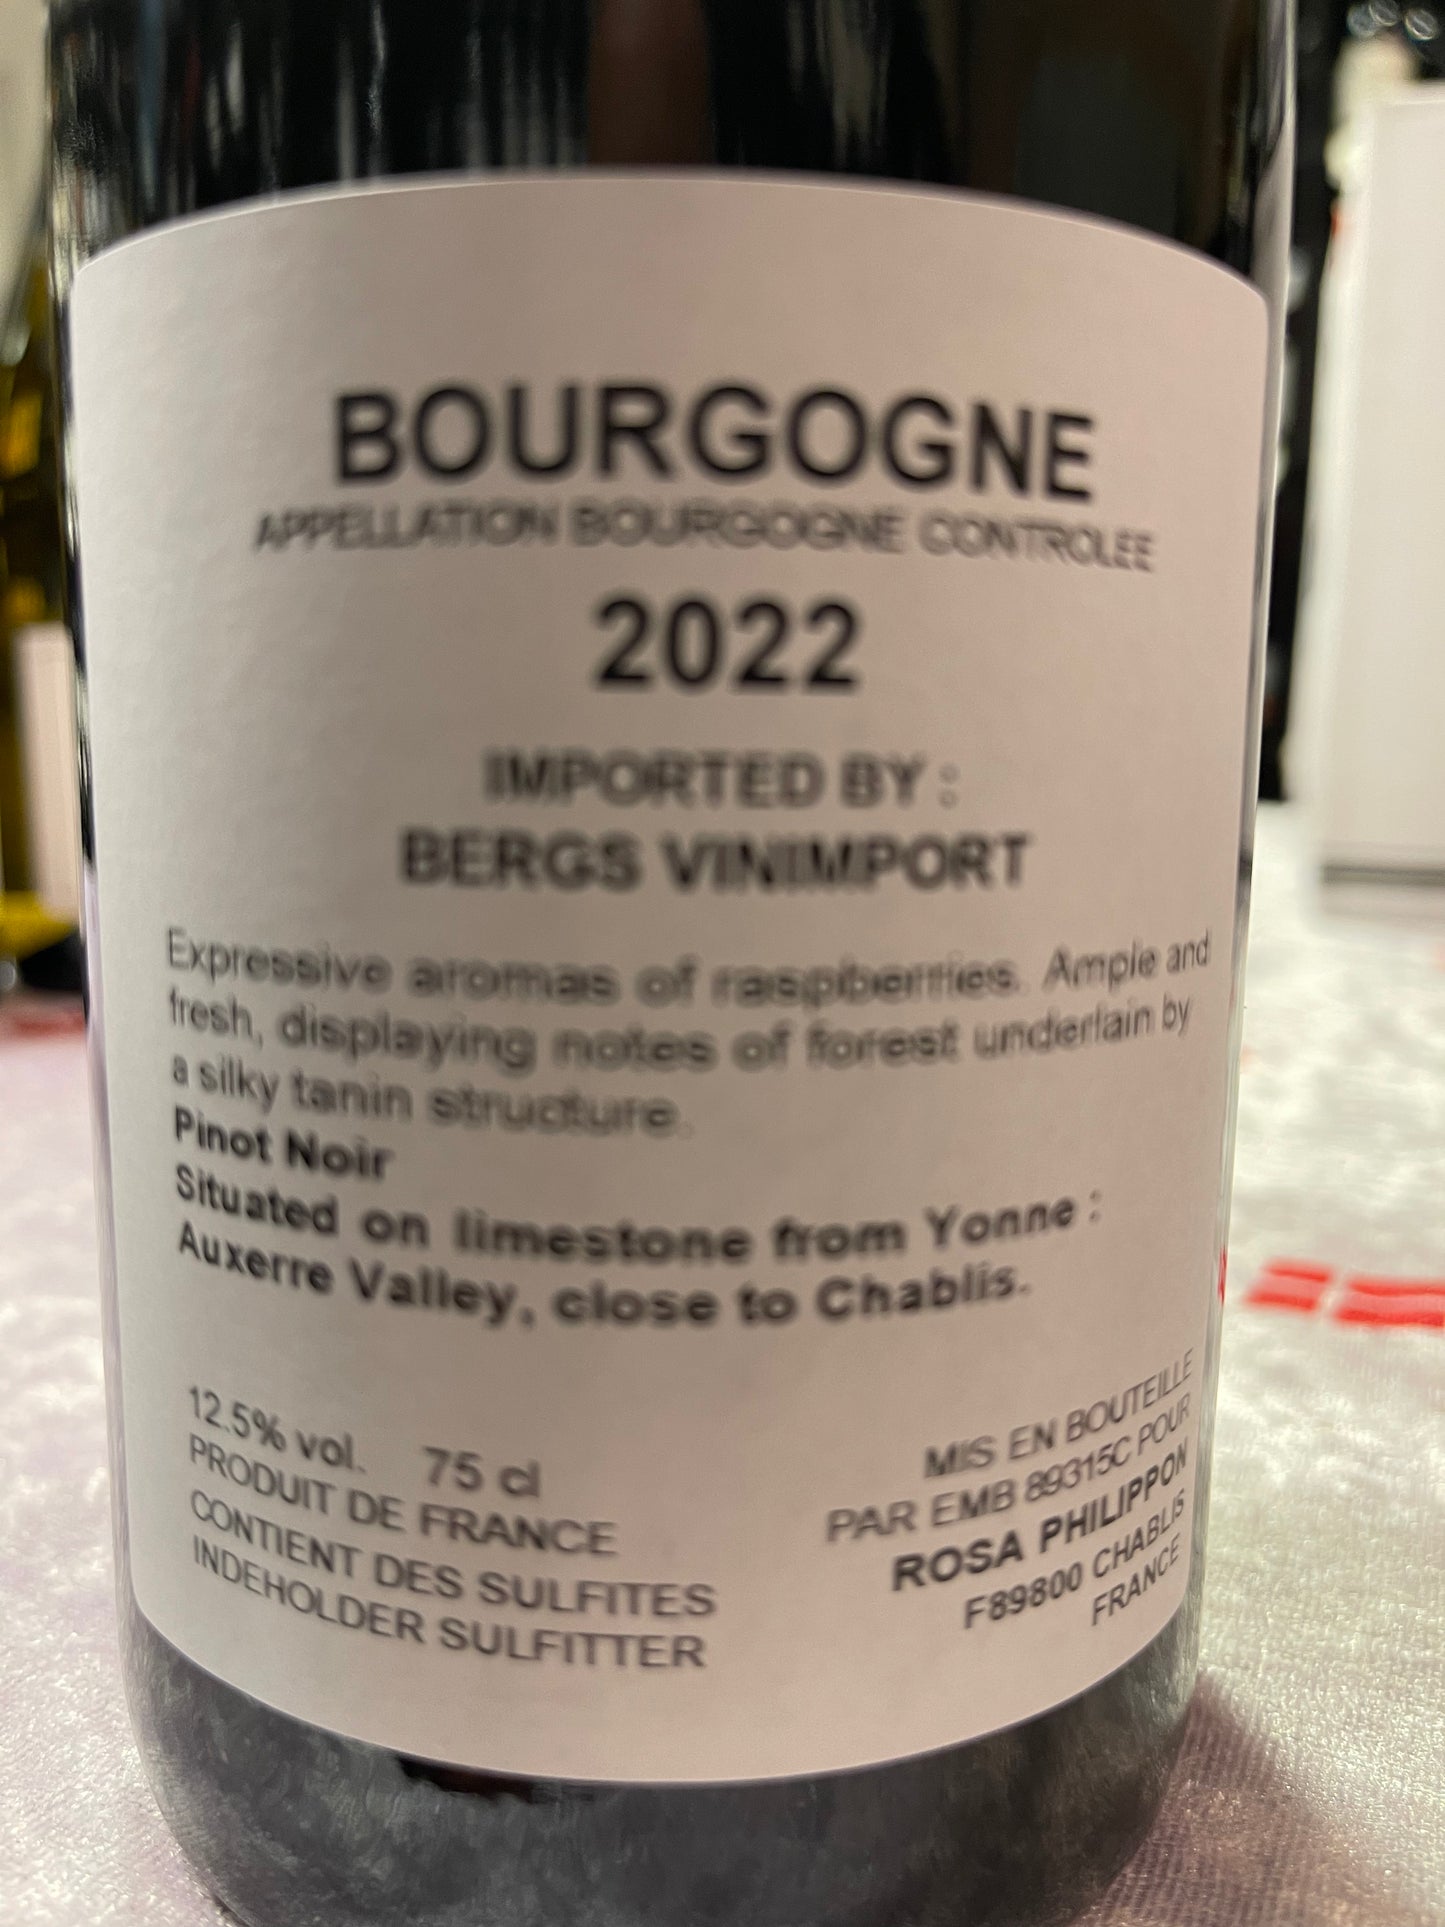 BOURGOGNE
APPELLATION BOURGOGNE CONTROLEE
2022
IMPORTED BY :
BERGS VINIMPORT
Expressive aromas of raspberries. Ample and
fresh, displaying notes of forest underlain by
a silky tanin structure.
Pinot Noir
Situated on limestone from Yonne :
Auxerre Valley, close to Chablis.
12.5% vol. 75 cl
PRODUIT DE FRANCE
CONTIENT DES SULFITES
INDEHOLDER SULFITTER
MIS EN BOUTEILLE
PAR EMB 89315C POUR
ROSA PHILIPPON
F89800 CHABLIS
FRANCE